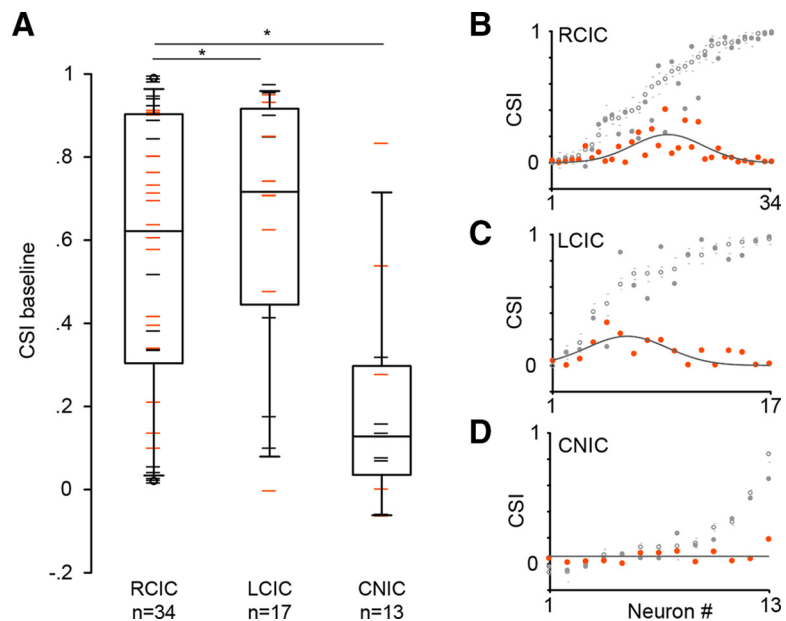 A
*
*
CSI baseline
1
.8
.6
.4
.2
0
-.2
RCIC
n=34
LCIC
n=17
CNIC
n=13
B
RCIC
CSI
1
0
1
34
C
LCIC
CSI
1
0
1
17
D
CNIC
CSI
1
0
1
13
Neuron #